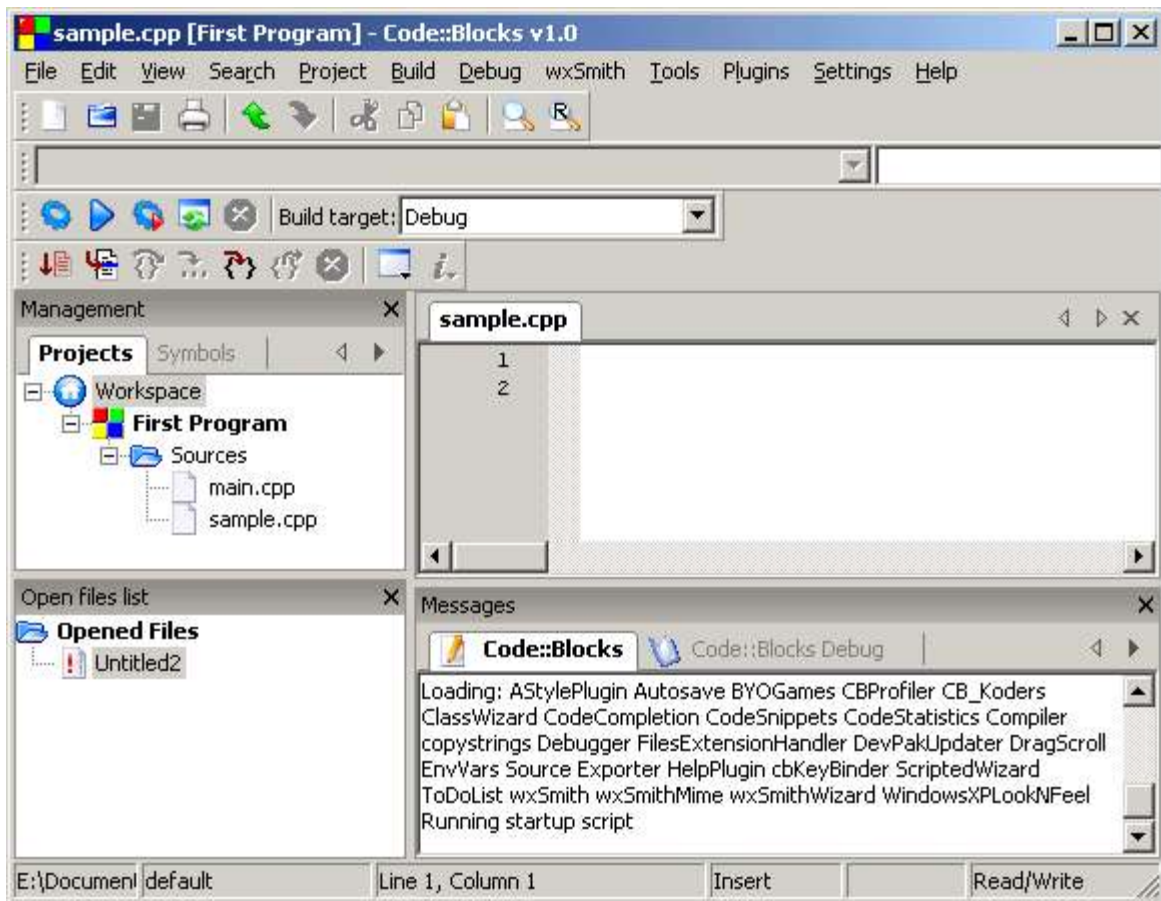 sample.cpp [First Program] - Code::Blocks v1.0
File Edit View Search Project Build Debug wxSmith Tools Plugins Settings Help
Build target: Debug
Management
Projects Symbols
Workspace
First Program
Sources
main.cpp
sample.cpp
sample.cpp
1
2
Open files list
Opened Files
Untitled2
Messages
Code::Blocks Code::Blocks Debug
Loading: AStylePlugin Autosave BYOGames CBProfiler CB_Koders
ClassWizard CodeCompletion CodeSnippets CodeStatistics Compiler
copystrings Debugger FilesExtensionHandler DevPakUpdater DragScroll
EnvVars Source Exporter HelpPlugin cbKeyBinder ScriptedWizard
ToDoList wxSmith wxSmithMime wxSmithWizard WindowsXPLookNFeel
Running startup script
E:\Document default Line 1, Column 1 Insert Read/Write